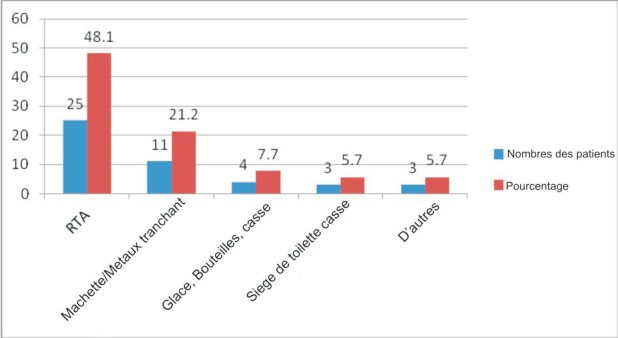 60
50
40
30
20
10
0
25
48.1
11
21.2
4
7.7
3
5.7
3
5.7
RTA
Machette/Metaux tranchant
Glace, Bouteilles, casse
Siege de toilette casse
D'autres
Nombres des patients
Pourcentage